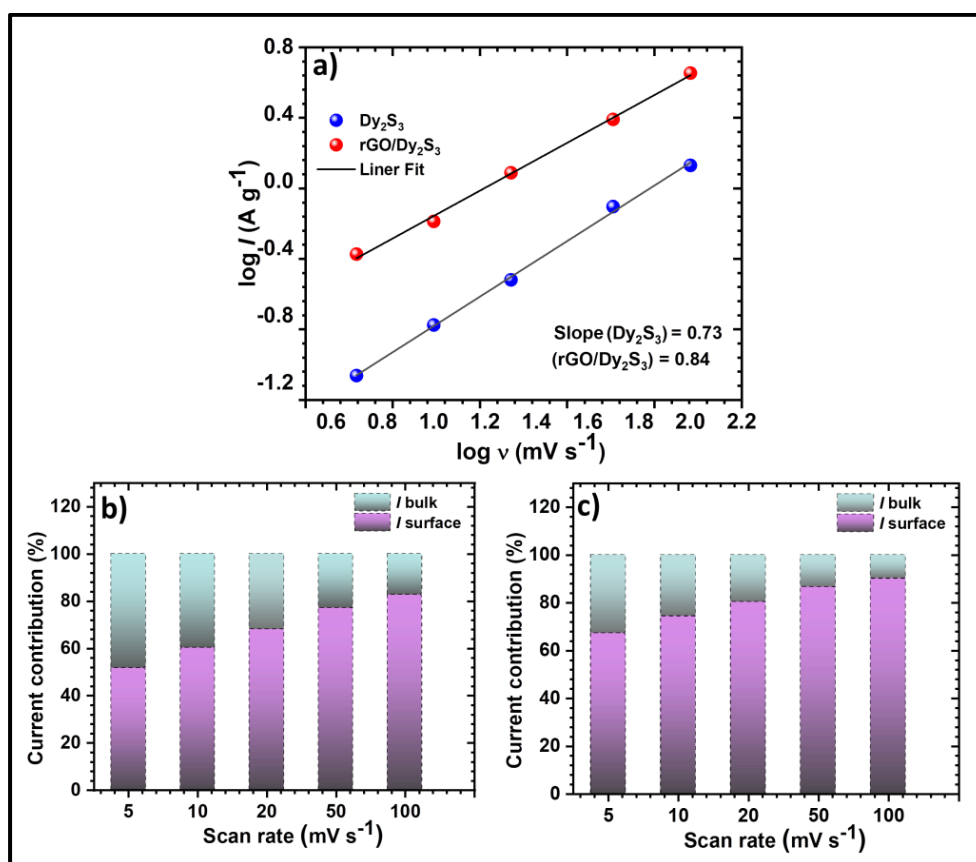 a)
Dy₂S₃
rGO/Dy₂S₃
Liner Fit
Slope (Dy₂S₃) = 0.73
(rGO/Dy₂S₃) = 0.84
log I (A g⁻¹)
0.8
0.4
0.0
-0.4
-0.8
-1.2
0.6 0.8 1.0 1.2 1.4 1.6 1.8 2.0 2.2
log ν (mV s⁻¹)
b)
I bulk
I surface
Current contribution (%)
120
100
80
60
40
20
0
5 10 20 50 100
Scan rate (mV s⁻¹)
c)
I bulk
I surface
Current contribution (%)
120
100
80
60
40
20
0
5 10 20 50 100
Scan rate (mV s⁻¹)